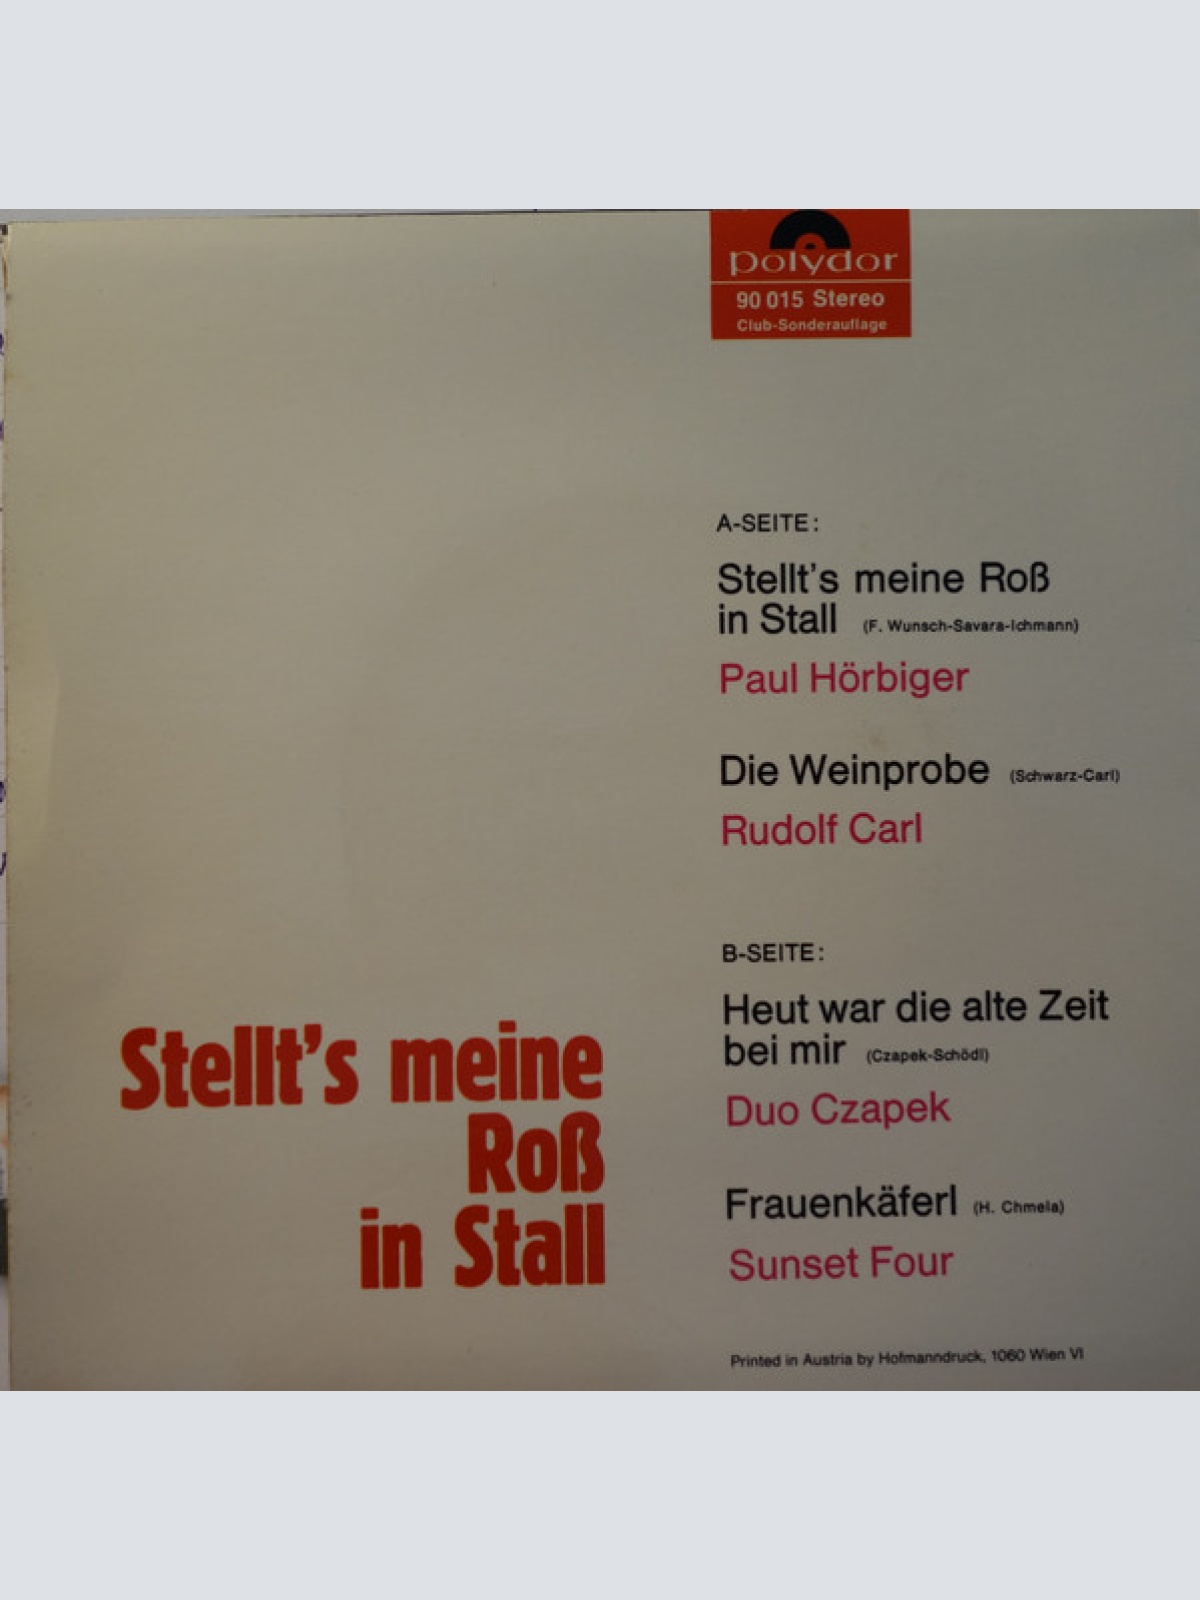 polydor
90 015 Stereo
Club-Sonderauflage
A-SEITE:
Stellt's meine Roß
in Stall (F. Wunsch-Savara-Ichmann)
Paul Hörbiger
Die Weinprobe (Schwarz-Carl)
Rudolf Carl
B-SEITE:
Heut war die alte Zeit
bei mir (Czapek-Schödl)
Duo Czapek
Frauenkäferl (H. Chmela)
Sunset Four
Printed in Austria by Hofmanndruck, 1060 Wien VI
Stellt's meine
Roß
in Stall